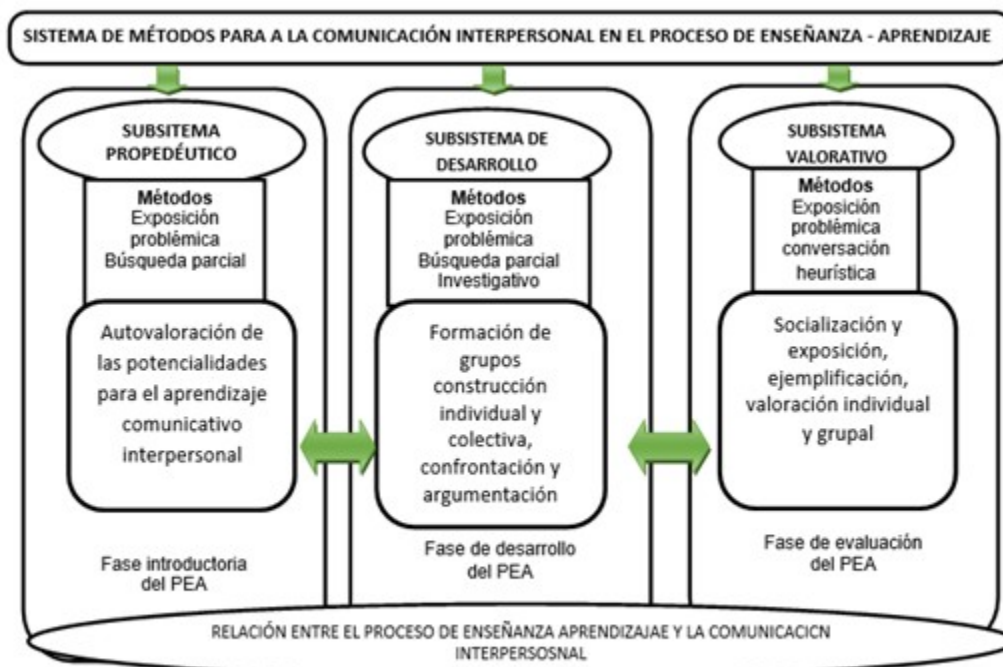 SISTEMA DE MÉTODOS PARA A LA COMUNICACIÓN INTERPERSONAL EN EL PROCESO DE ENSEÑANZA - APRENDIZAJE
SUBSITEMA
PROPEDÉUTICO
Métodos
Exposición
problémica
Búsqueda parcial
Autovaloración de
las potencialidades
para el aprendizaje
comunicativo
interpersonal
Fase introductoria
del PEA
SUBSISTEMA DE
DESARROLLO
Métodos
Exposición
problémica
Búsqueda parcial
Investigativo
Formación de
grupos
construcción
individual y
colectiva,
confrontación y
argumentación
Fase de desarrollo
del PEA
SUBSISTEMA
VALORATIVO
Métodos
Exposición
problémica
conversación
heurística
Socialización y
exposición,
ejemplificación,
valoración individual
y grupal
Fase de evaluación
del PEA
RELACIÓN ENTRE EL PROCESO DE ENSEÑANZA APRENDIZAJAE Y LA COMUNICACICN
INTERPERSOSNAL